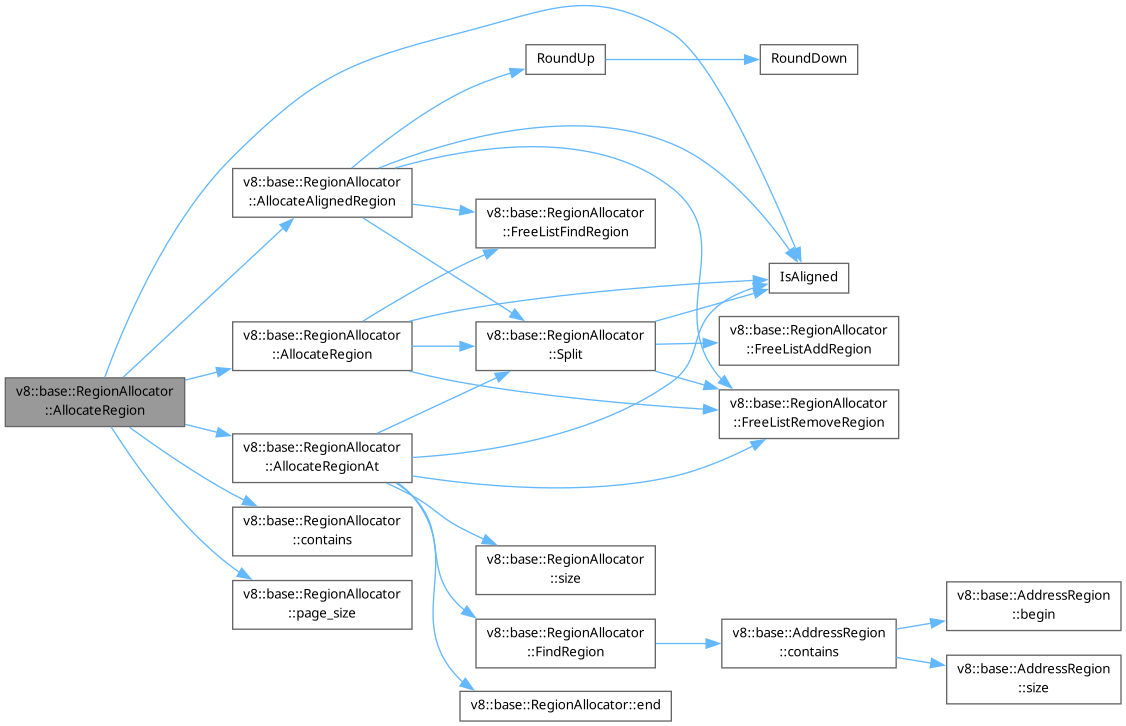 RoundUp
RoundDown
v8::base::RegionAllocator
::AllocateAlignedRegion
v8::base::RegionAllocator
::FreeListFindRegion
IsAligned
v8::base::RegionAllocator
::AllocateRegion
v8::base::RegionAllocator
::Split
v8::base::RegionAllocator
::FreeListAddRegion
v8::base::RegionAllocator
::AllocateRegion
v8::base::RegionAllocator
::FreeListRemoveRegion
v8::base::RegionAllocator
::AllocateRegionAt
v8::base::RegionAllocator
::contains
v8::base::RegionAllocator
::size
v8::base::RegionAllocator
::page_size
v8::base::AddressRegion
::begin
v8::base::RegionAllocator
::FindRegion
v8::base::AddressRegion
::contains
v8::base::AddressRegion
::size
v8::base::RegionAllocator::end